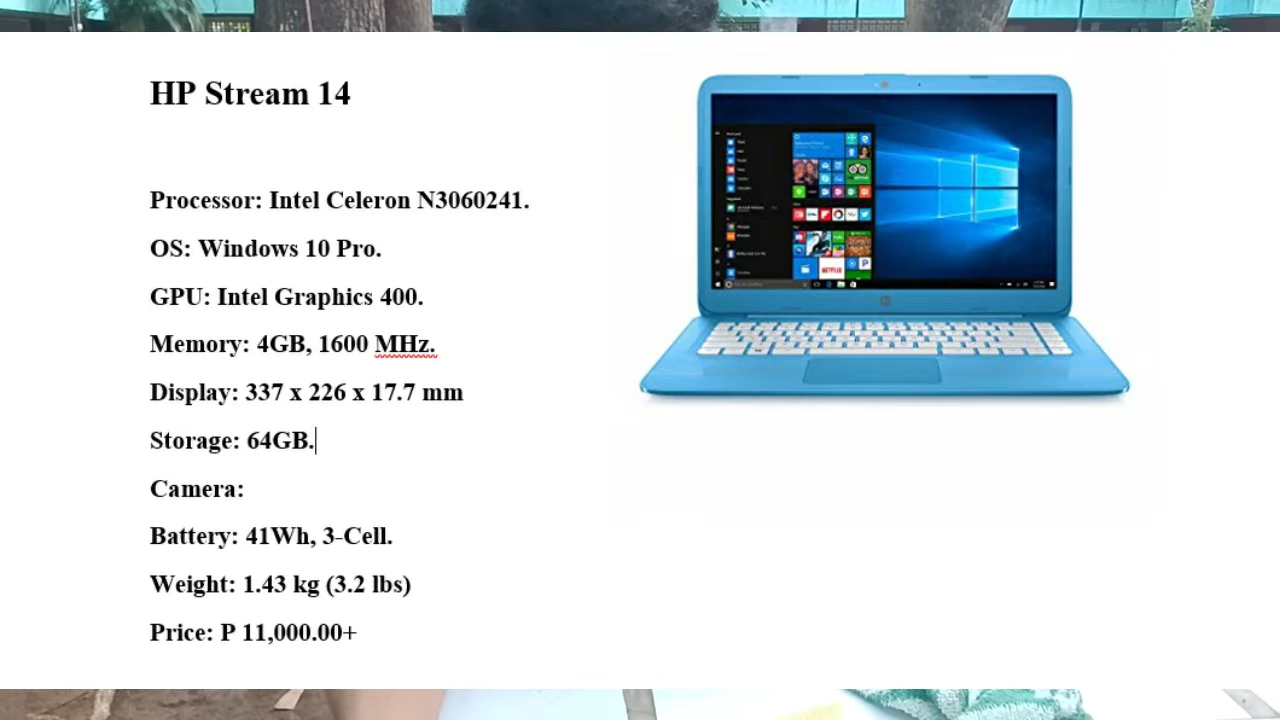 HP Stream 14
Processor: Intel Celeron N3060241.
OS: Windows 10 Pro.
GPU: Intel Graphics 400.
Memory: 4GB, 1600 MHz.
Display: 337 x 226 x 17.7 mm
Storage: 64GB.
Camera:
Battery: 41Wh, 3-Cell.
Weight: 1.43 kg (3.2 lbs)
Price: P 11,000.00+
NETFLIX
hp